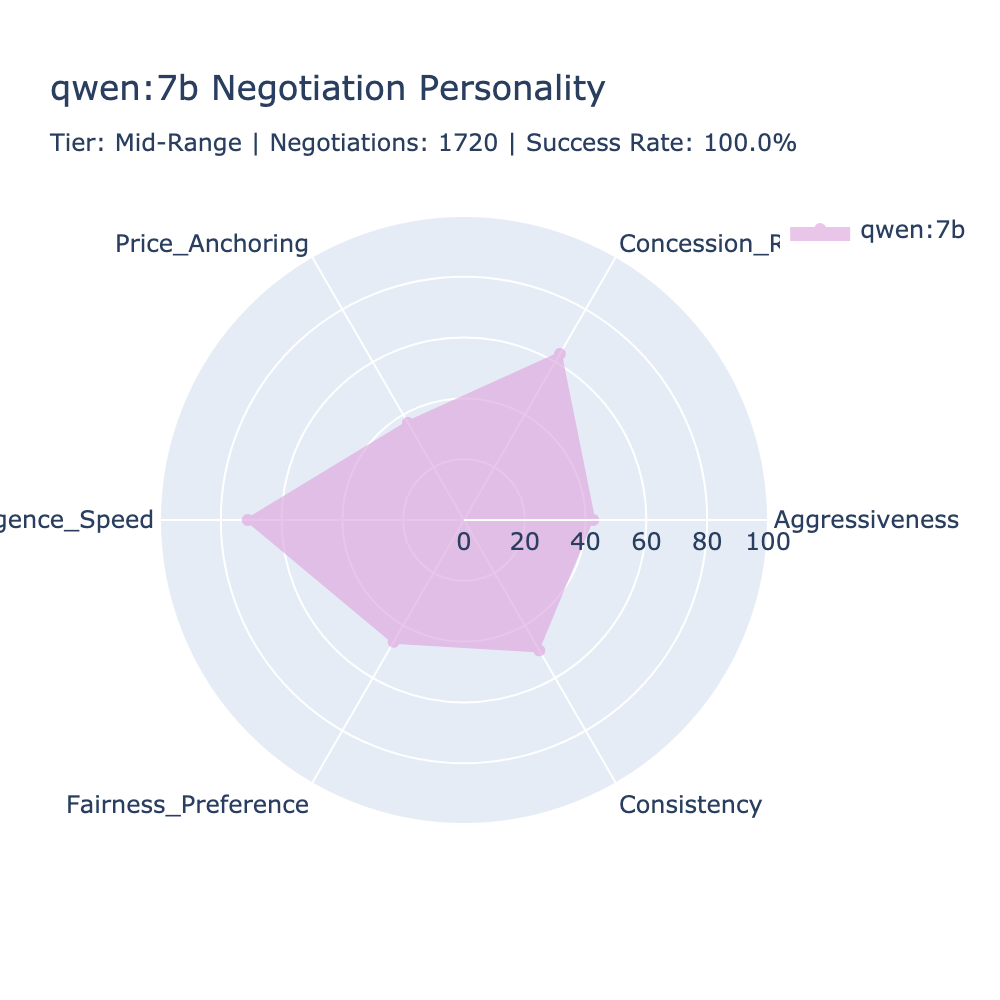 qwen:7b Negotiation Personality
Tier: Mid-Range | Negotiations: 1720 | Success Rate: 100.0%
Price_Anchoring
Concession_R
qwen:7b
gence_Speed
Aggressiveness
0 20 40 60 80 100
Fairness_Preference
Consistency